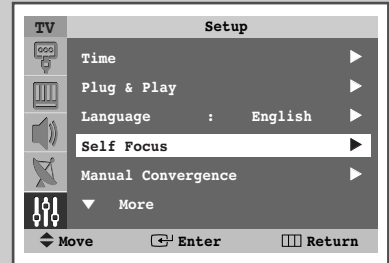 TV Setup
Time
Plug & Play
Language : English
Self Focus
Manual Convergence
More
Move Enter Return